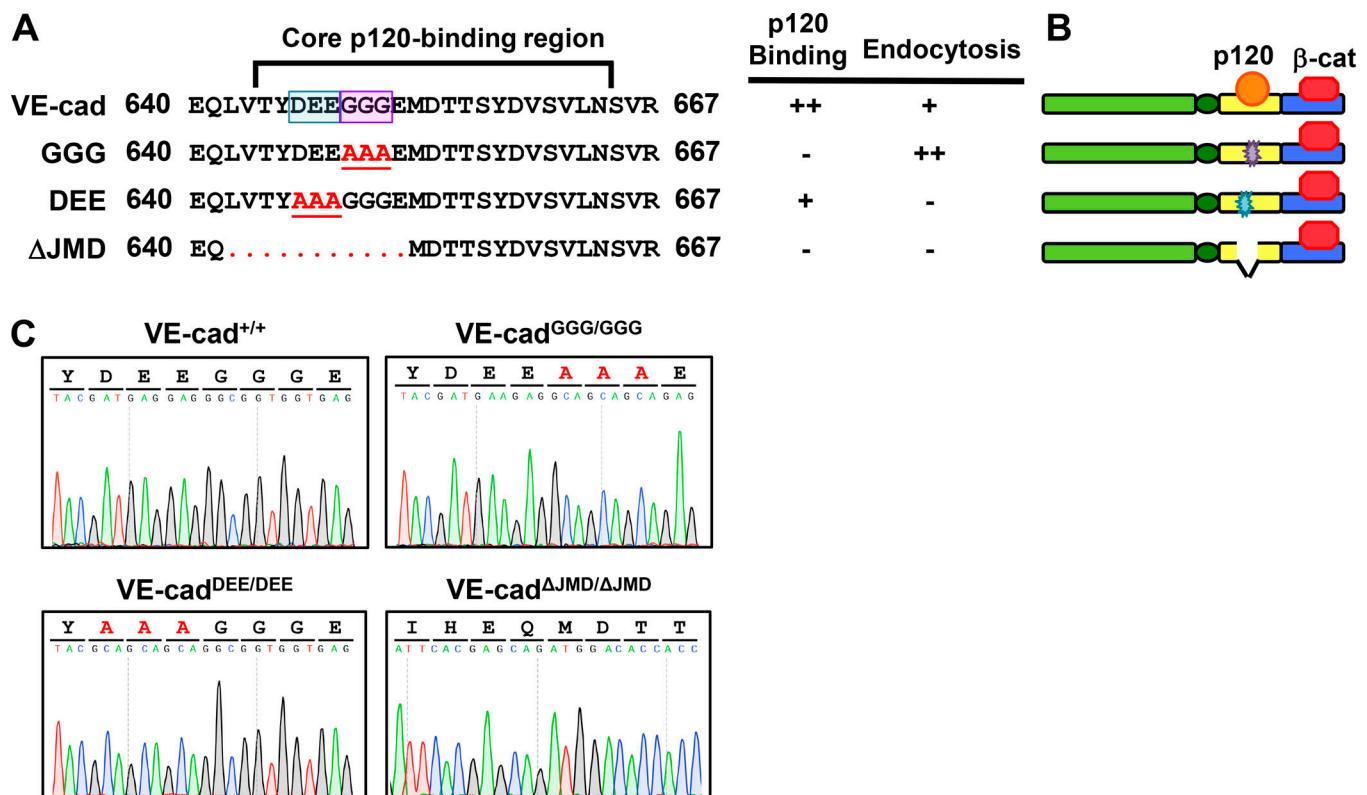 A
Core p120-binding region
p120 Binding
Endocytosis
VE-cad 640 EQLVTYDEEGGGEMDTTSYDVSVLNSVR 667 ++ +
GGG 640 EQLVTYDEEAAAEMDTTSYDVSVLNSVR 667 - ++
DEE 640 EQLVTYAAAGGGEMDTTSYDVSVLNSVR 667 + -
ΔJMD 640 EQ...........MDTTSYDVSVLNSVR 667 - -
B
p120 β-cat
C
VE-cad+/+
Y D E E G G G E
TACGATGAGGAGGGCGGTGGTGAG
VE-cadGGG/GGG
Y D E E A A A E
TACGATGAAGAGGCAGCAGCAGAG
VE-cadDEE/DEE
Y A A A G G G E
TACGCAGCAGCAGGCGGTGGTGAG
VE-cadΔJMD/ΔJMD
I H E Q M D T T
ATTCACGAGCAGATGGACACCACC